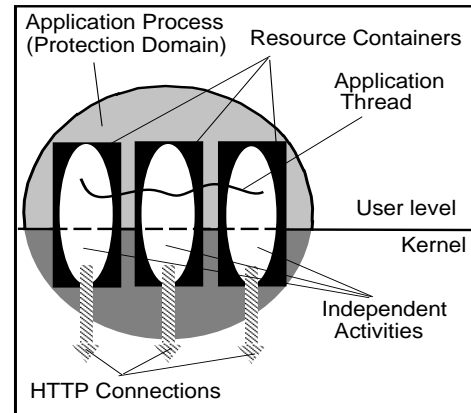 Application Process
(Protection Domain)
Resource Containers
Application
Thread
User level
Kernel
Independent
Activities
HTTP Connections